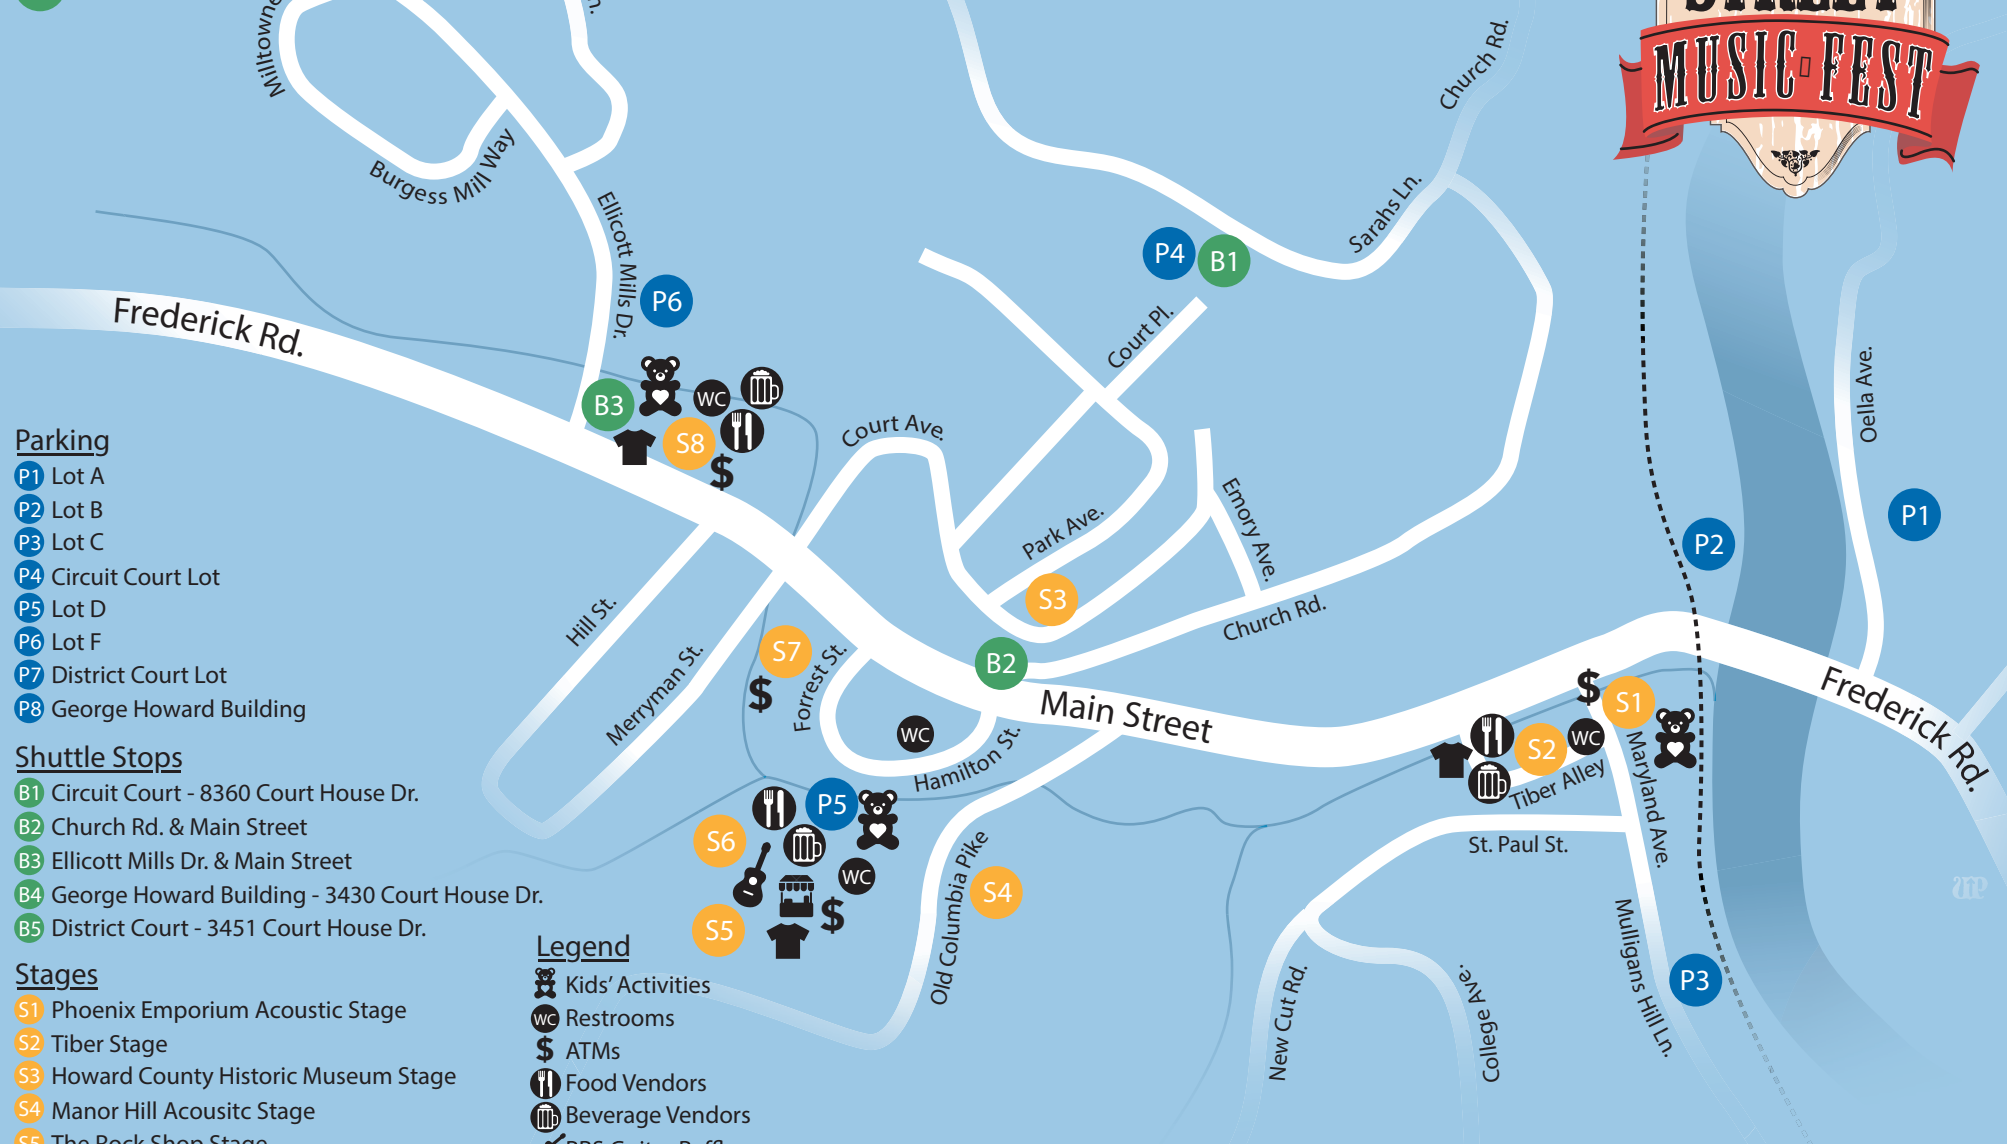 MUSIC FEST
Milltowne
Burgess Mill Way
Ellicott Mills Dr.
Church Rd.
Sarahs Ln.
P4
B1
P6
Court Pl.
Frederick Rd.
B3
WC
S8
$
Court Ave.
Oella Ave.
P1
P2
Park Ave.
Emory Ave.
S3
Church Rd.
Hill St.
Merryman St.
S7
$
Forrest St.
B2
Main Street
WC
Hamilton St.
$
S1
S2
WC
Tiber Alley
Maryland Ave.
Frederick Rd.
St. Paul St.
P5
S6
WC
$
S5
Old Columbia Pike
S4
Mulligans Hill Ln.
P3
New Cut Rd.
College Ave.
Parking
P1 Lot A
P2 Lot B
P3 Lot C
P4 Circuit Court Lot
P5 Lot D
P6 Lot F
P7 District Court Lot
P8 George Howard Building
Shuttle Stops
B1 Circuit Court - 8360 Court House Dr.
B2 Church Rd. & Main Street
B3 Ellicott Mills Dr. & Main Street
B4 George Howard Building - 3430 Court House Dr.
B5 District Court - 3451 Court House Dr.
Stages
S1 Phoenix Emporium Acoustic Stage
S2 Tiber Stage
S3 Howard County Historic Museum Stage
S4 Manor Hill Acousitc Stage
S5 The Rock Shop Stage
Legend
Kids' Activities
WC Restrooms
$ ATMs
Food Vendors
Beverage Vendors